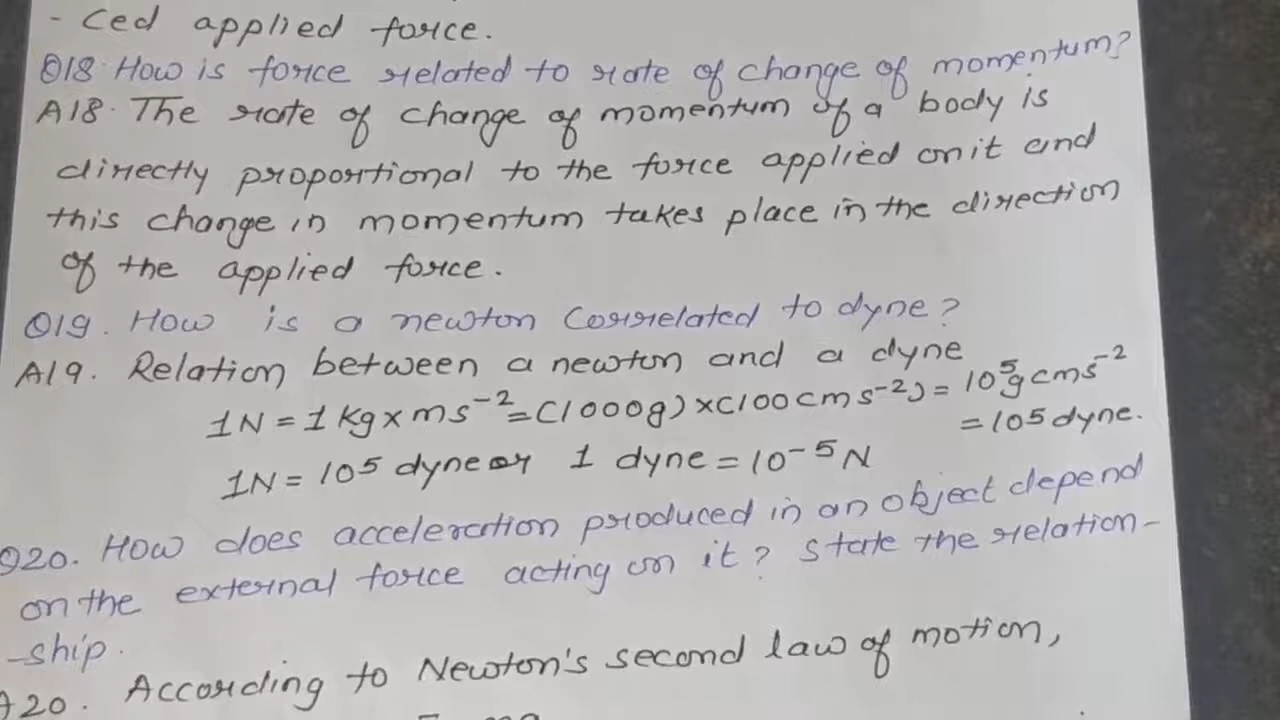 - ced applied force.
Q18. How is force related to rate of change of momentum?
A18. The rate of change of momentum of a body is
directly proportional to the force applied on it and
this change in momentum takes place in the direction
of the applied force.
Q19. How is a newton correlated to dyne?
A19. Relation between a newton and a dyne
1N = 1 kg x ms⁻² = (1000g) x (100 cm s⁻²) = 10⁵ g cms⁻²
= 105 dyne.
1N = 105 dyne or 1 dyne = 10⁻⁵ N
Q20. How does acceleration produced in an object depend
on the external force acting on it? State the relation-
-ship.
A20. According to Newton's second law of motion,